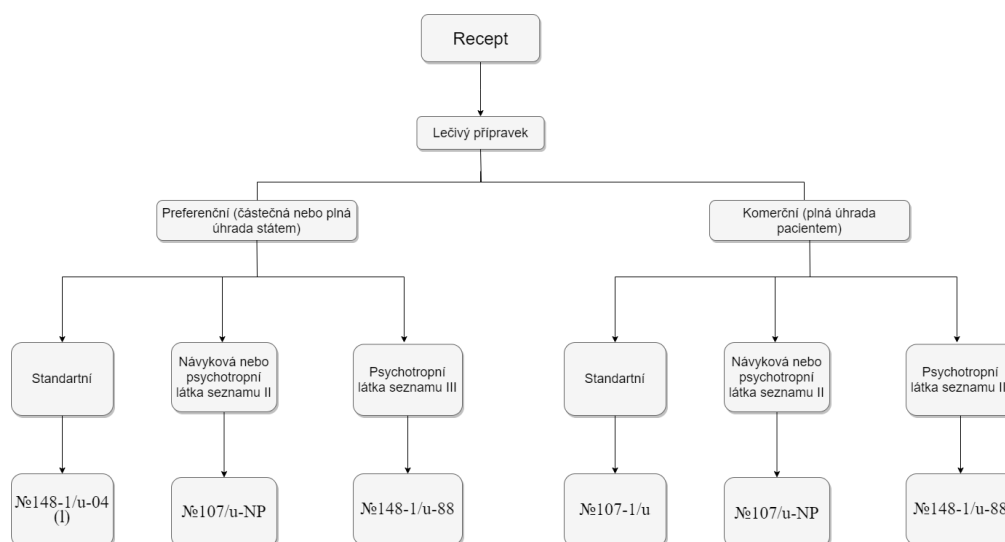 Recept
Lečivý přípravek
Preferenční (částečná nebo plná
úhrada státem)
Komerční (plná úhrada
pacientem)
Standartní
Návyková nebo
psychotropní
látka seznamu II
Psychotropní
látka seznamu III
Standartní
Návyková nebo
psychotropní
látka seznamu II
Psychotropní
látka seznamu II
№148-1/u-04
(l)
№107/u-NP
№148-1/u-88
№107-1/u
№107/u-NP
№148-1/u-88